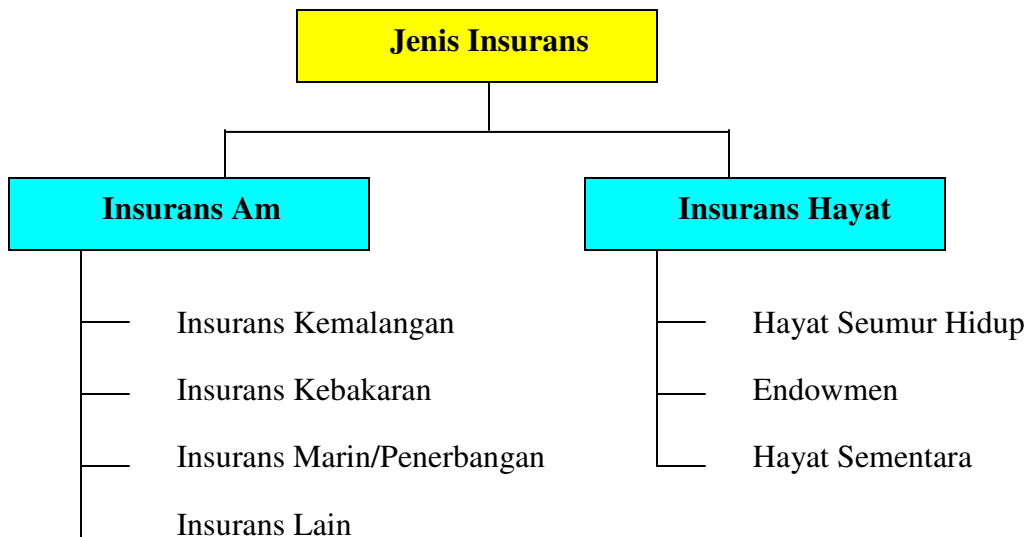 Jenis Insurans
Insurans Am
Insurans Kemalangan
Insurans Kebakaran
Insurans Marin/Penerbangan
Insurans Lain
Insurans Hayat
Hayat Seumur Hidup
Endowmen
Hayat Sementara